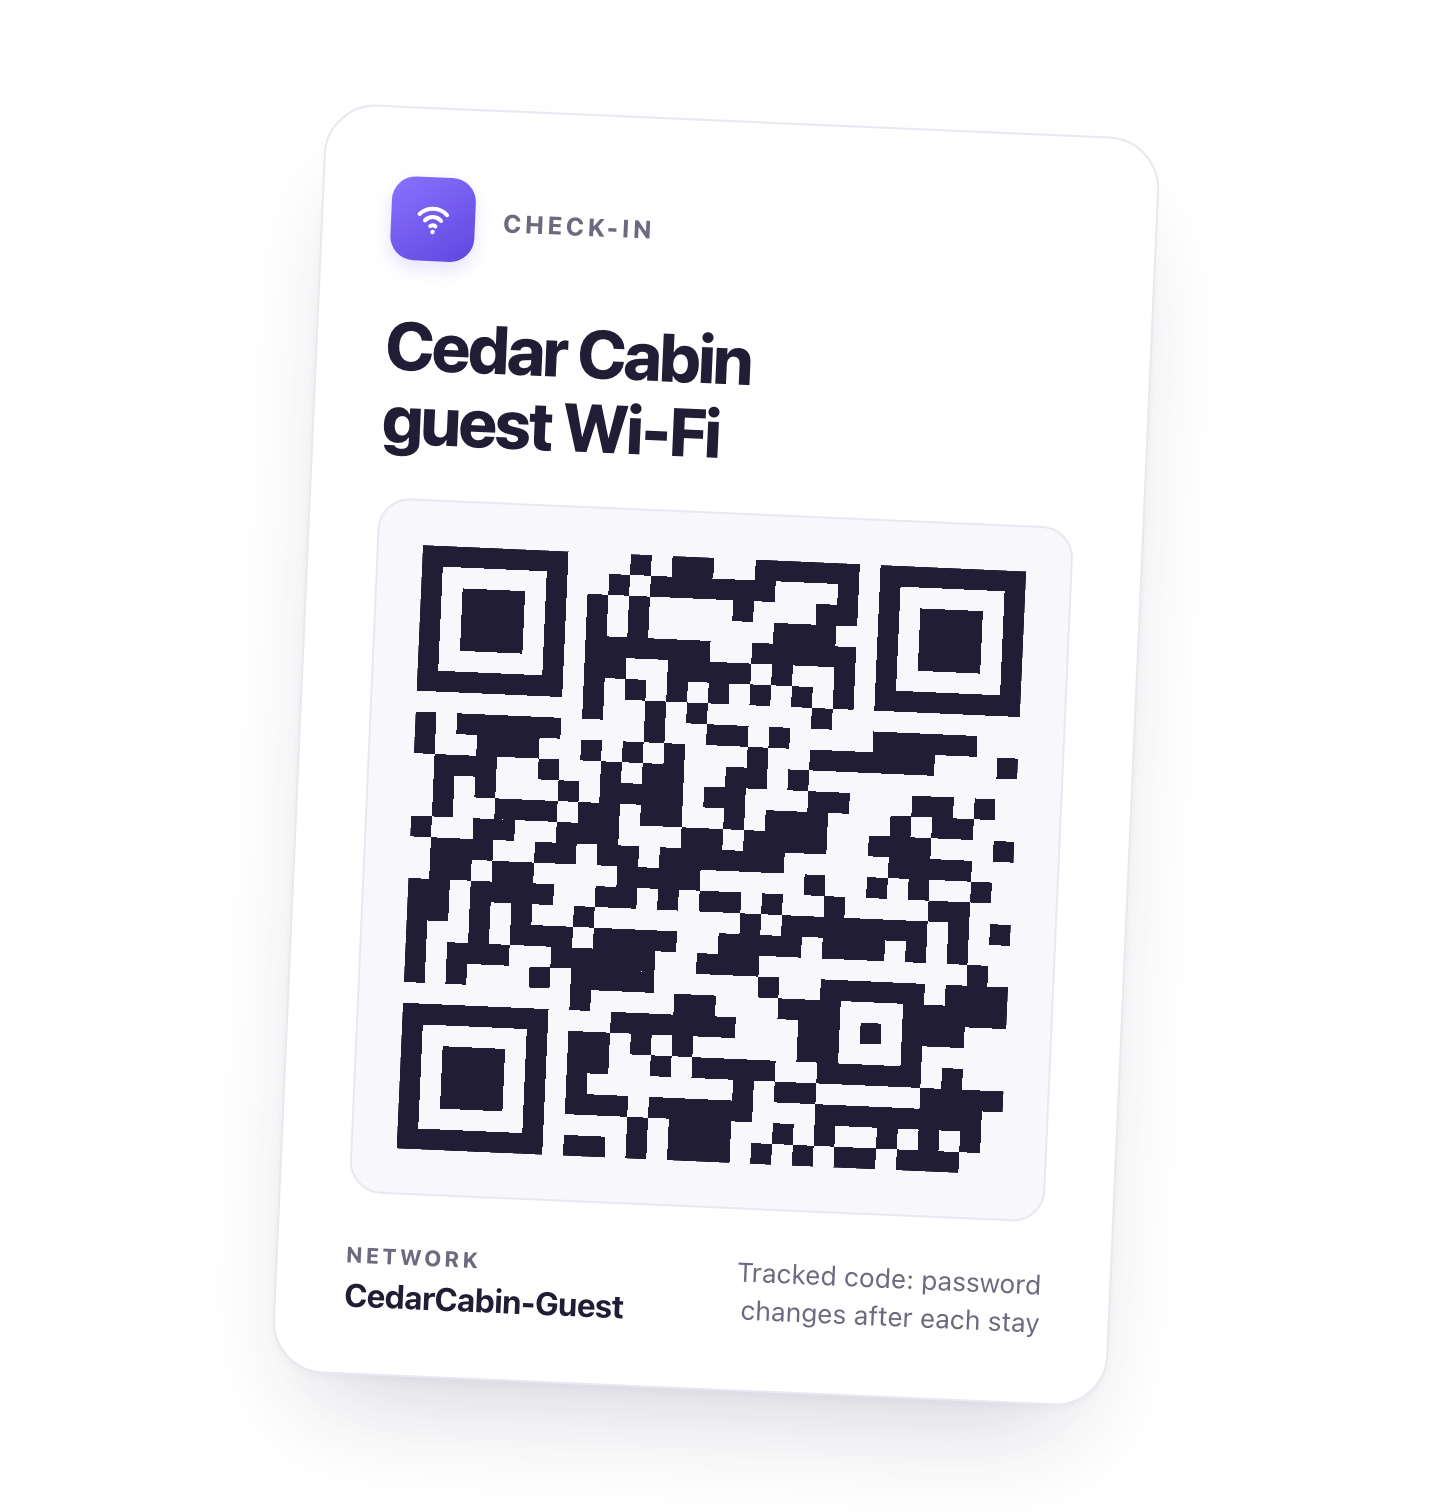 CHECK-IN
Cedar Cabin
guest Wi-Fi
NETWORK
CedarCabin-Guest
Tracked code: password
changes after each stay